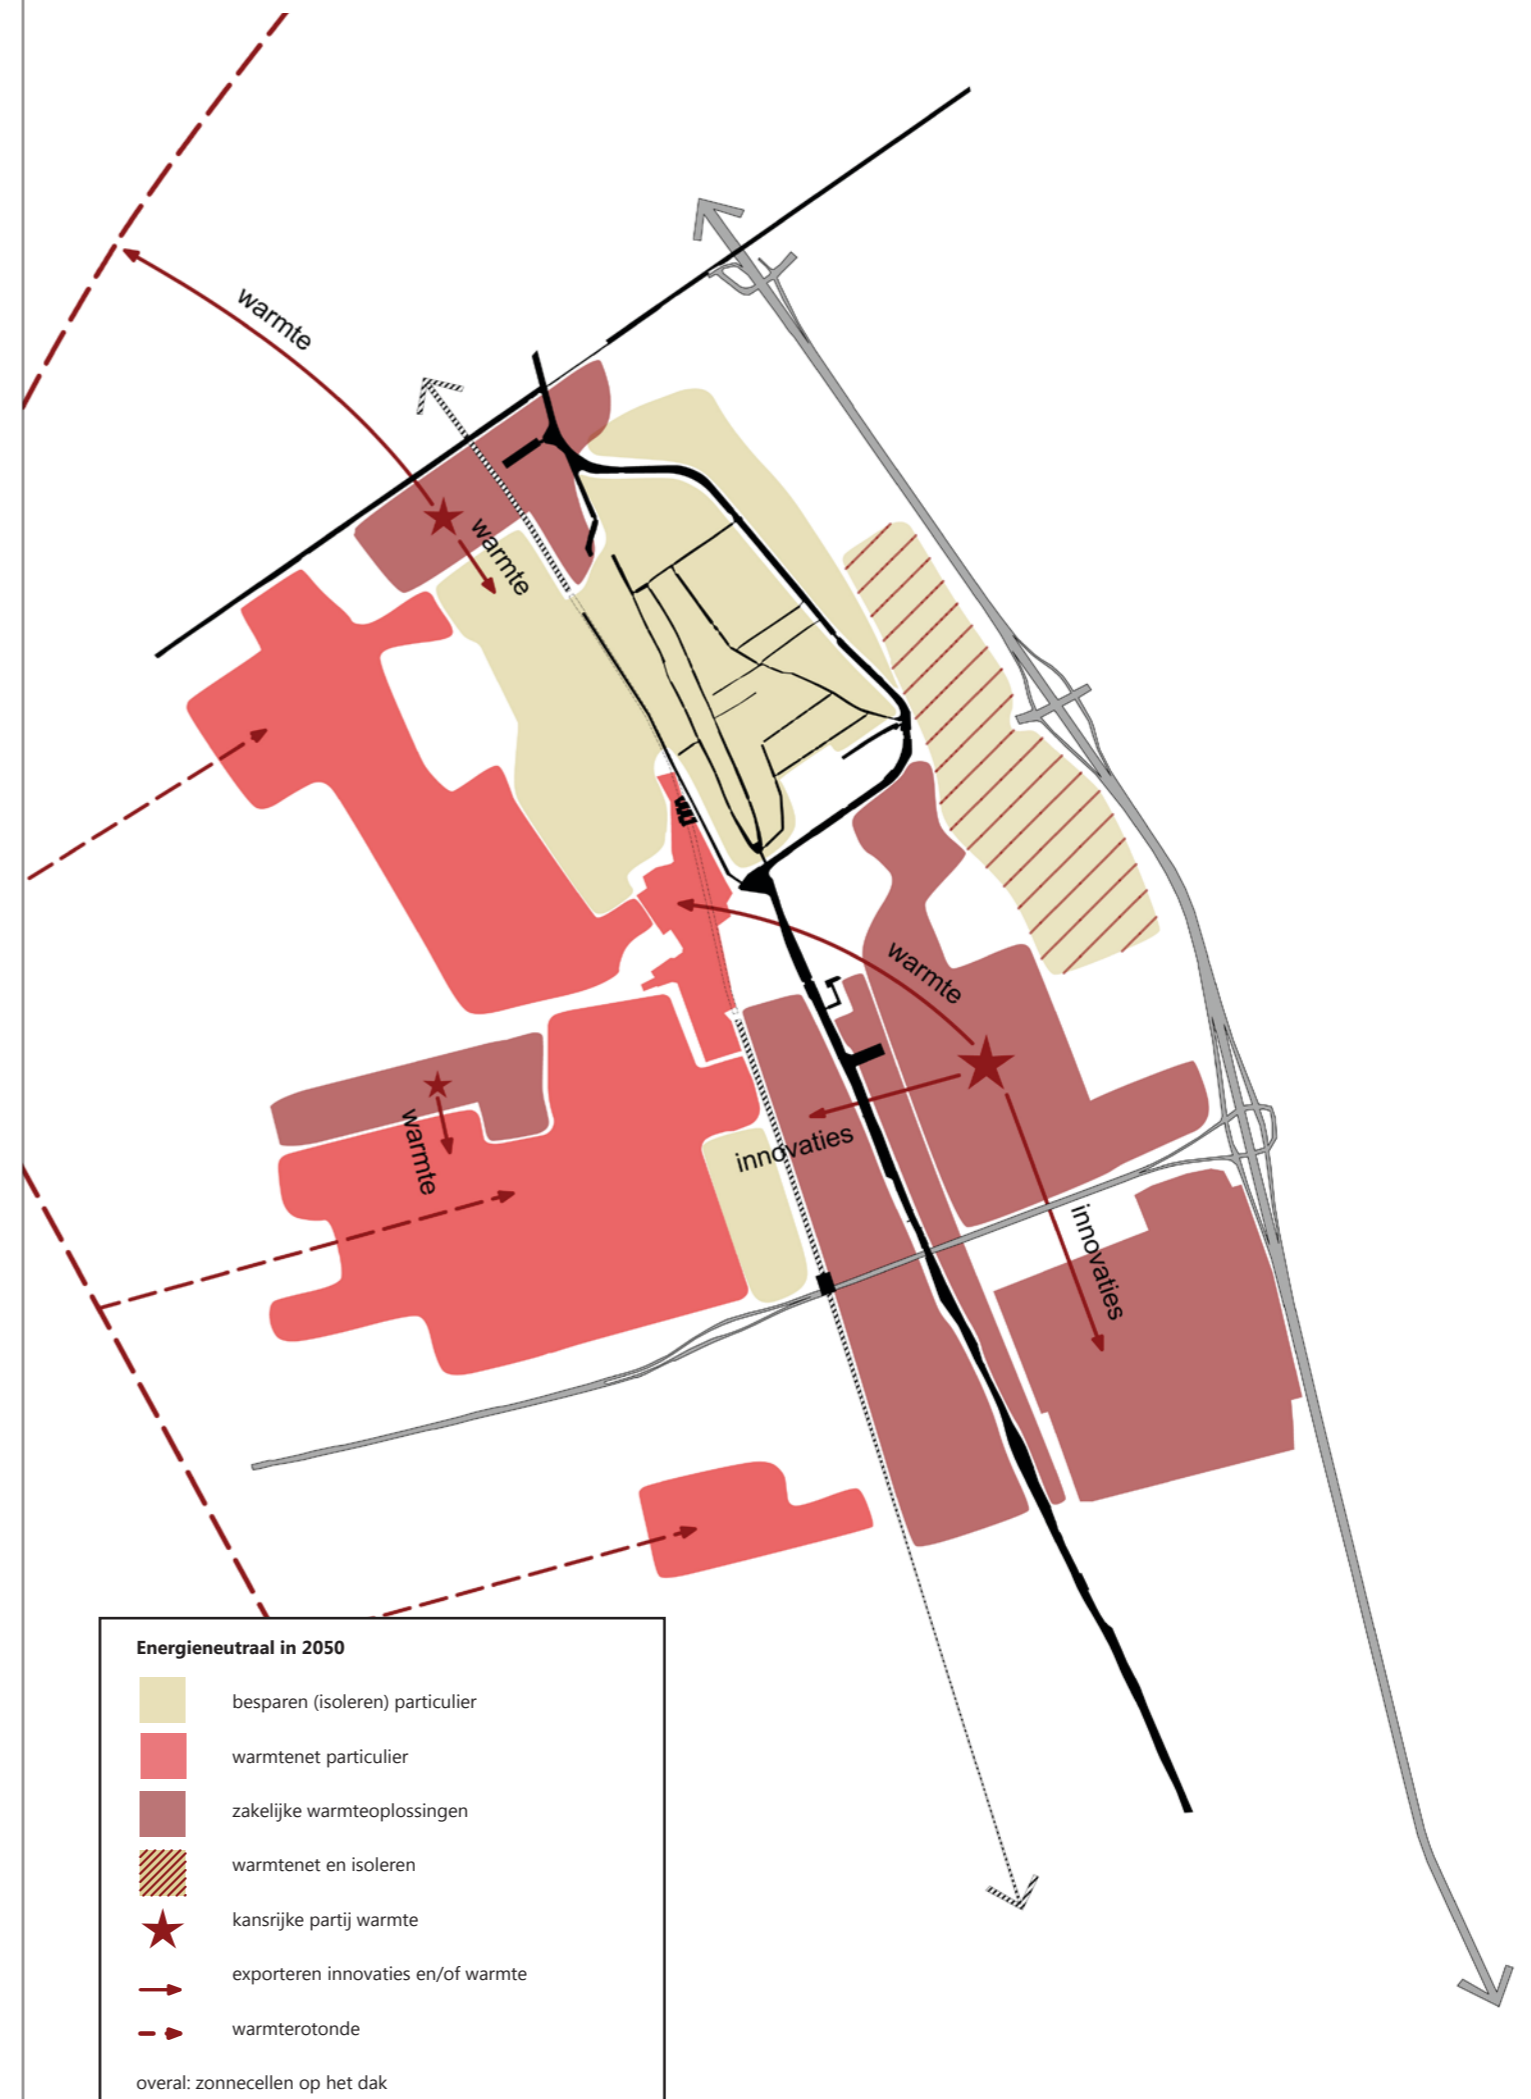 warmte
warmte
warmte
warmte
innovaties
innovaties
Energieneutraal in 2050
besparen (isoleren) particulier
warmtenet particulier
zakelijke warmteoplossingen
warmtenet en isoleren
kansrijke partij warmte
exporteren innovaties en/of warmte
warmterotonde
overal: zonnecellen op het dak